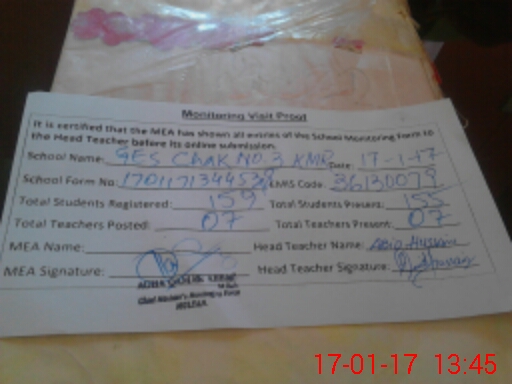 Monitoring Visit Proof
It is certified that the MEA has shown all entries of the School Monitoring Form to
the Head Teacher before its online submission.
School Name: GES CHAK NO. 3 KMR Date: 17-1-17
School Form No: EMIS Code: 36130079
Total Students Registered: 159 Total Students Present: 155
Total Teachers Posted: 07 Total Teachers Present: 07
MEA Name: Head Teacher Name:
MEA Signature: Head Teacher Signature:
17-01-17 13:45